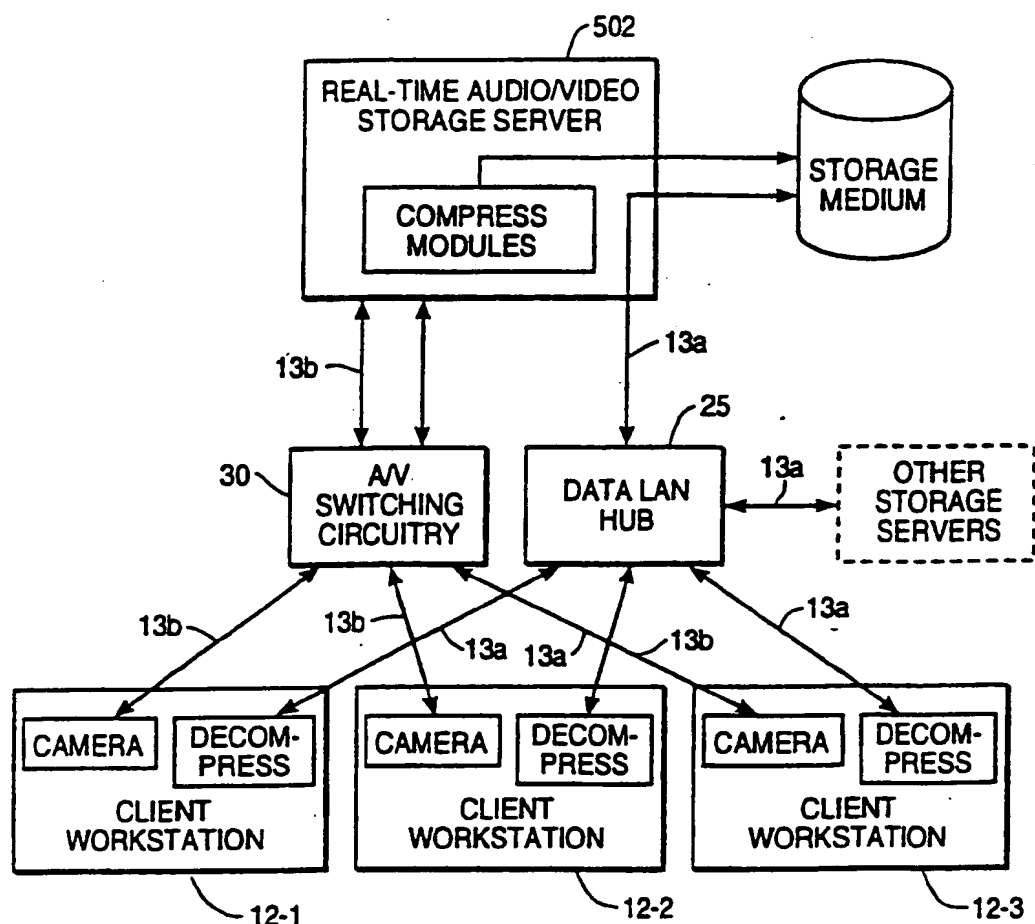 502
REAL-TIME AUDIO/VIDEO
STORAGE SERVER
COMPRESS
MODULES
STORAGE
MEDIUM
13b
13a
25
30
A/V
SWITCHING
CIRCUITRY
DATA LAN
HUB
13a
OTHER
STORAGE
SERVERS
13b
13b
13a
13a
13b
13a
CAMERA
DECOM-
PRESS
CLIENT
WORKSTATION
CAMERA
DECOM-
PRESS
CLIENT
WORKSTATION
CAMERA
DECOM-
PRESS
CLIENT
WORKSTATION
12-1
12-2
12-3